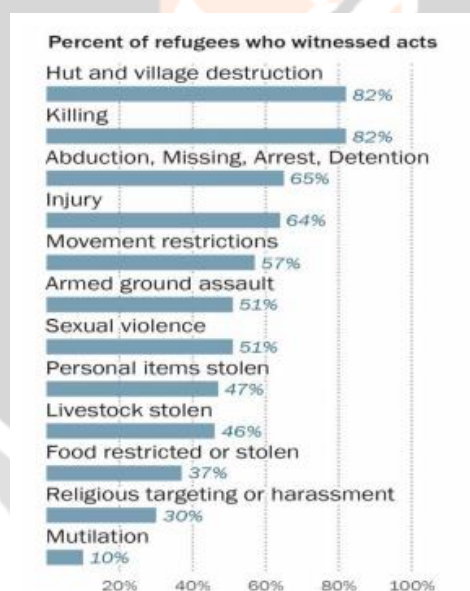 Percent of refugees who witnessed acts
Hut and village destruction
82%
Killing
82%
Abduction, Missing, Arrest, Detention
65%
Injury
64%
Movement restrictions
57%
Armed ground assault
51%
Sexual violence
51%
Personal items stolen
47%
Livestock stolen
46%
Food restricted or stolen
37%
Religious targeting or harassment
30%
Mutilation
10%
20% 40% 60% 80% 100%